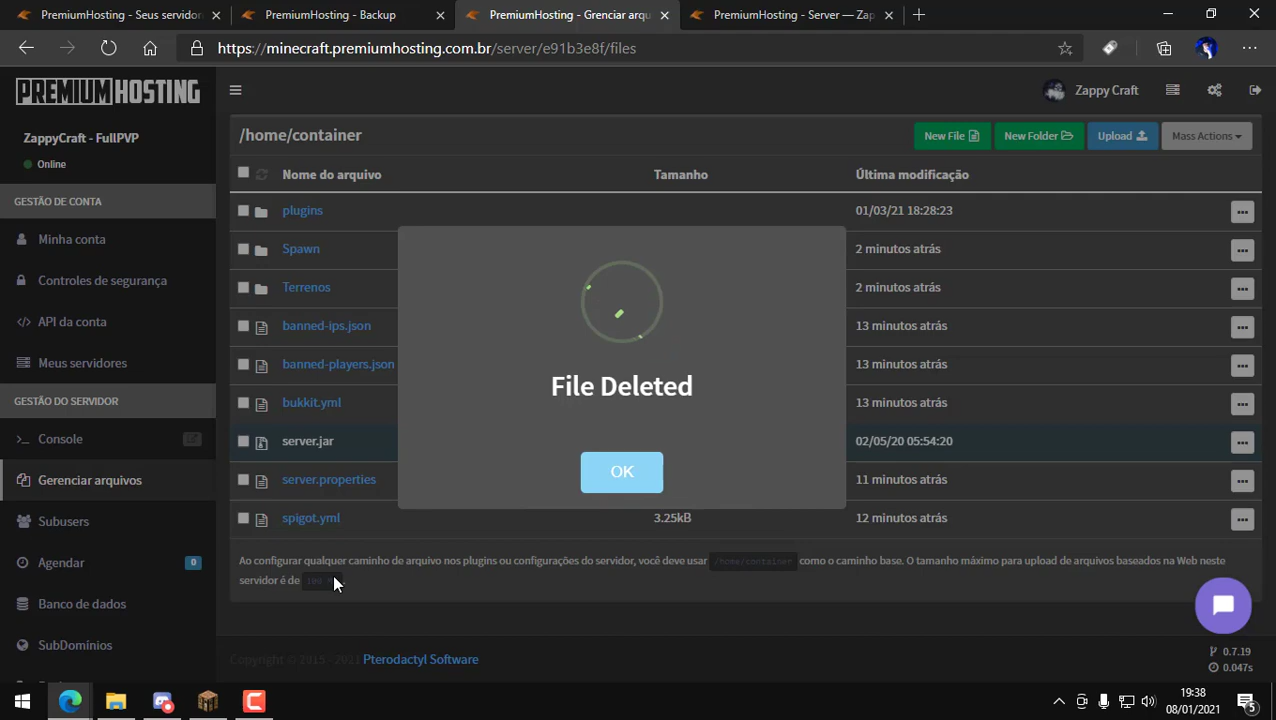 PremiumHosting - Seus servidor
PremiumHosting - Backup
PremiumHosting - Grenciar arqu
PremiumHosting - Server — Zap
https://minecraft.premiumhosting.com.br/server/e91b3e8f/files
PREMIUMHOSTING
Zappy Craft
ZappyCraft - FullPVP
Online
GESTÃO DE CONTA
Minha conta
Controles de segurança
API da conta
Meus servidores
GESTÃO DO SERVIDOR
Console
Gerenciar arquivos
Subusers
Agendar 0
Banco de dados
SubDomínios
/home/container
New File
New Folder
Upload
Mass Actions
Nome do arquivo Tamanho Última modificação
plugins 01/03/21 18:28:23
Spawn 2 minutos atrás
Terrenos 2 minutos atrás
banned-ips.json 13 minutos atrás
banned-players.json 13 minutos atrás
bukkit.yml 13 minutos atrás
server.jar 02/05/20 05:54:20
server.properties 11 minutos atrás
spigot.yml 3.25kB 12 minutos atrás
File Deleted
OK
Ao configurar qualquer caminho de arquivo nos plugins ou configurações do servidor, você deve usar /home/container como o caminho base. O tamanho máximo para upload de arquivos baseados na Web neste
servidor é de 100
Copyright © 2015 - 2021 Pterodactyl Software
0.7.19
0.047s
19:38
08/01/2021
5